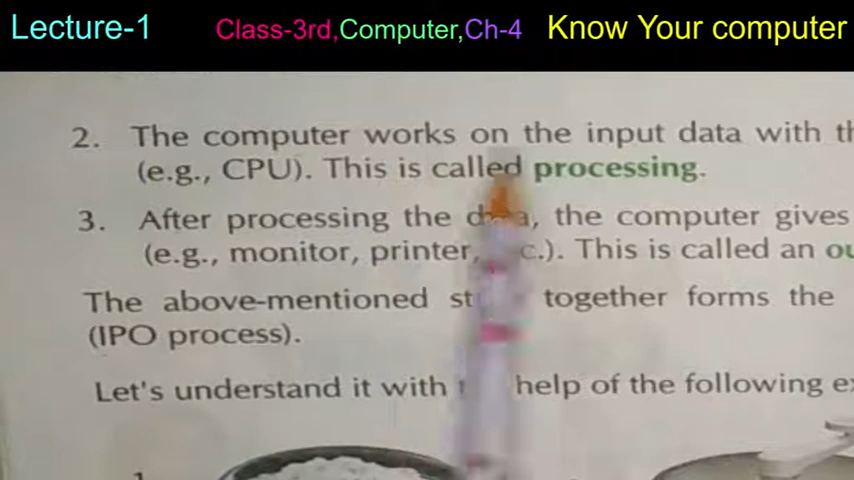 Lecture-1 Class-3rd,Computer,Ch-4 Know Your computer
2. The computer works on the input data with
(e.g., CPU). This is called processing.
3. After processing the the computer gives
(e.g., monitor, printer, c.). This is called an
The above-mentioned together forms the
(IPO process).
Let's understand it with help of the following
1